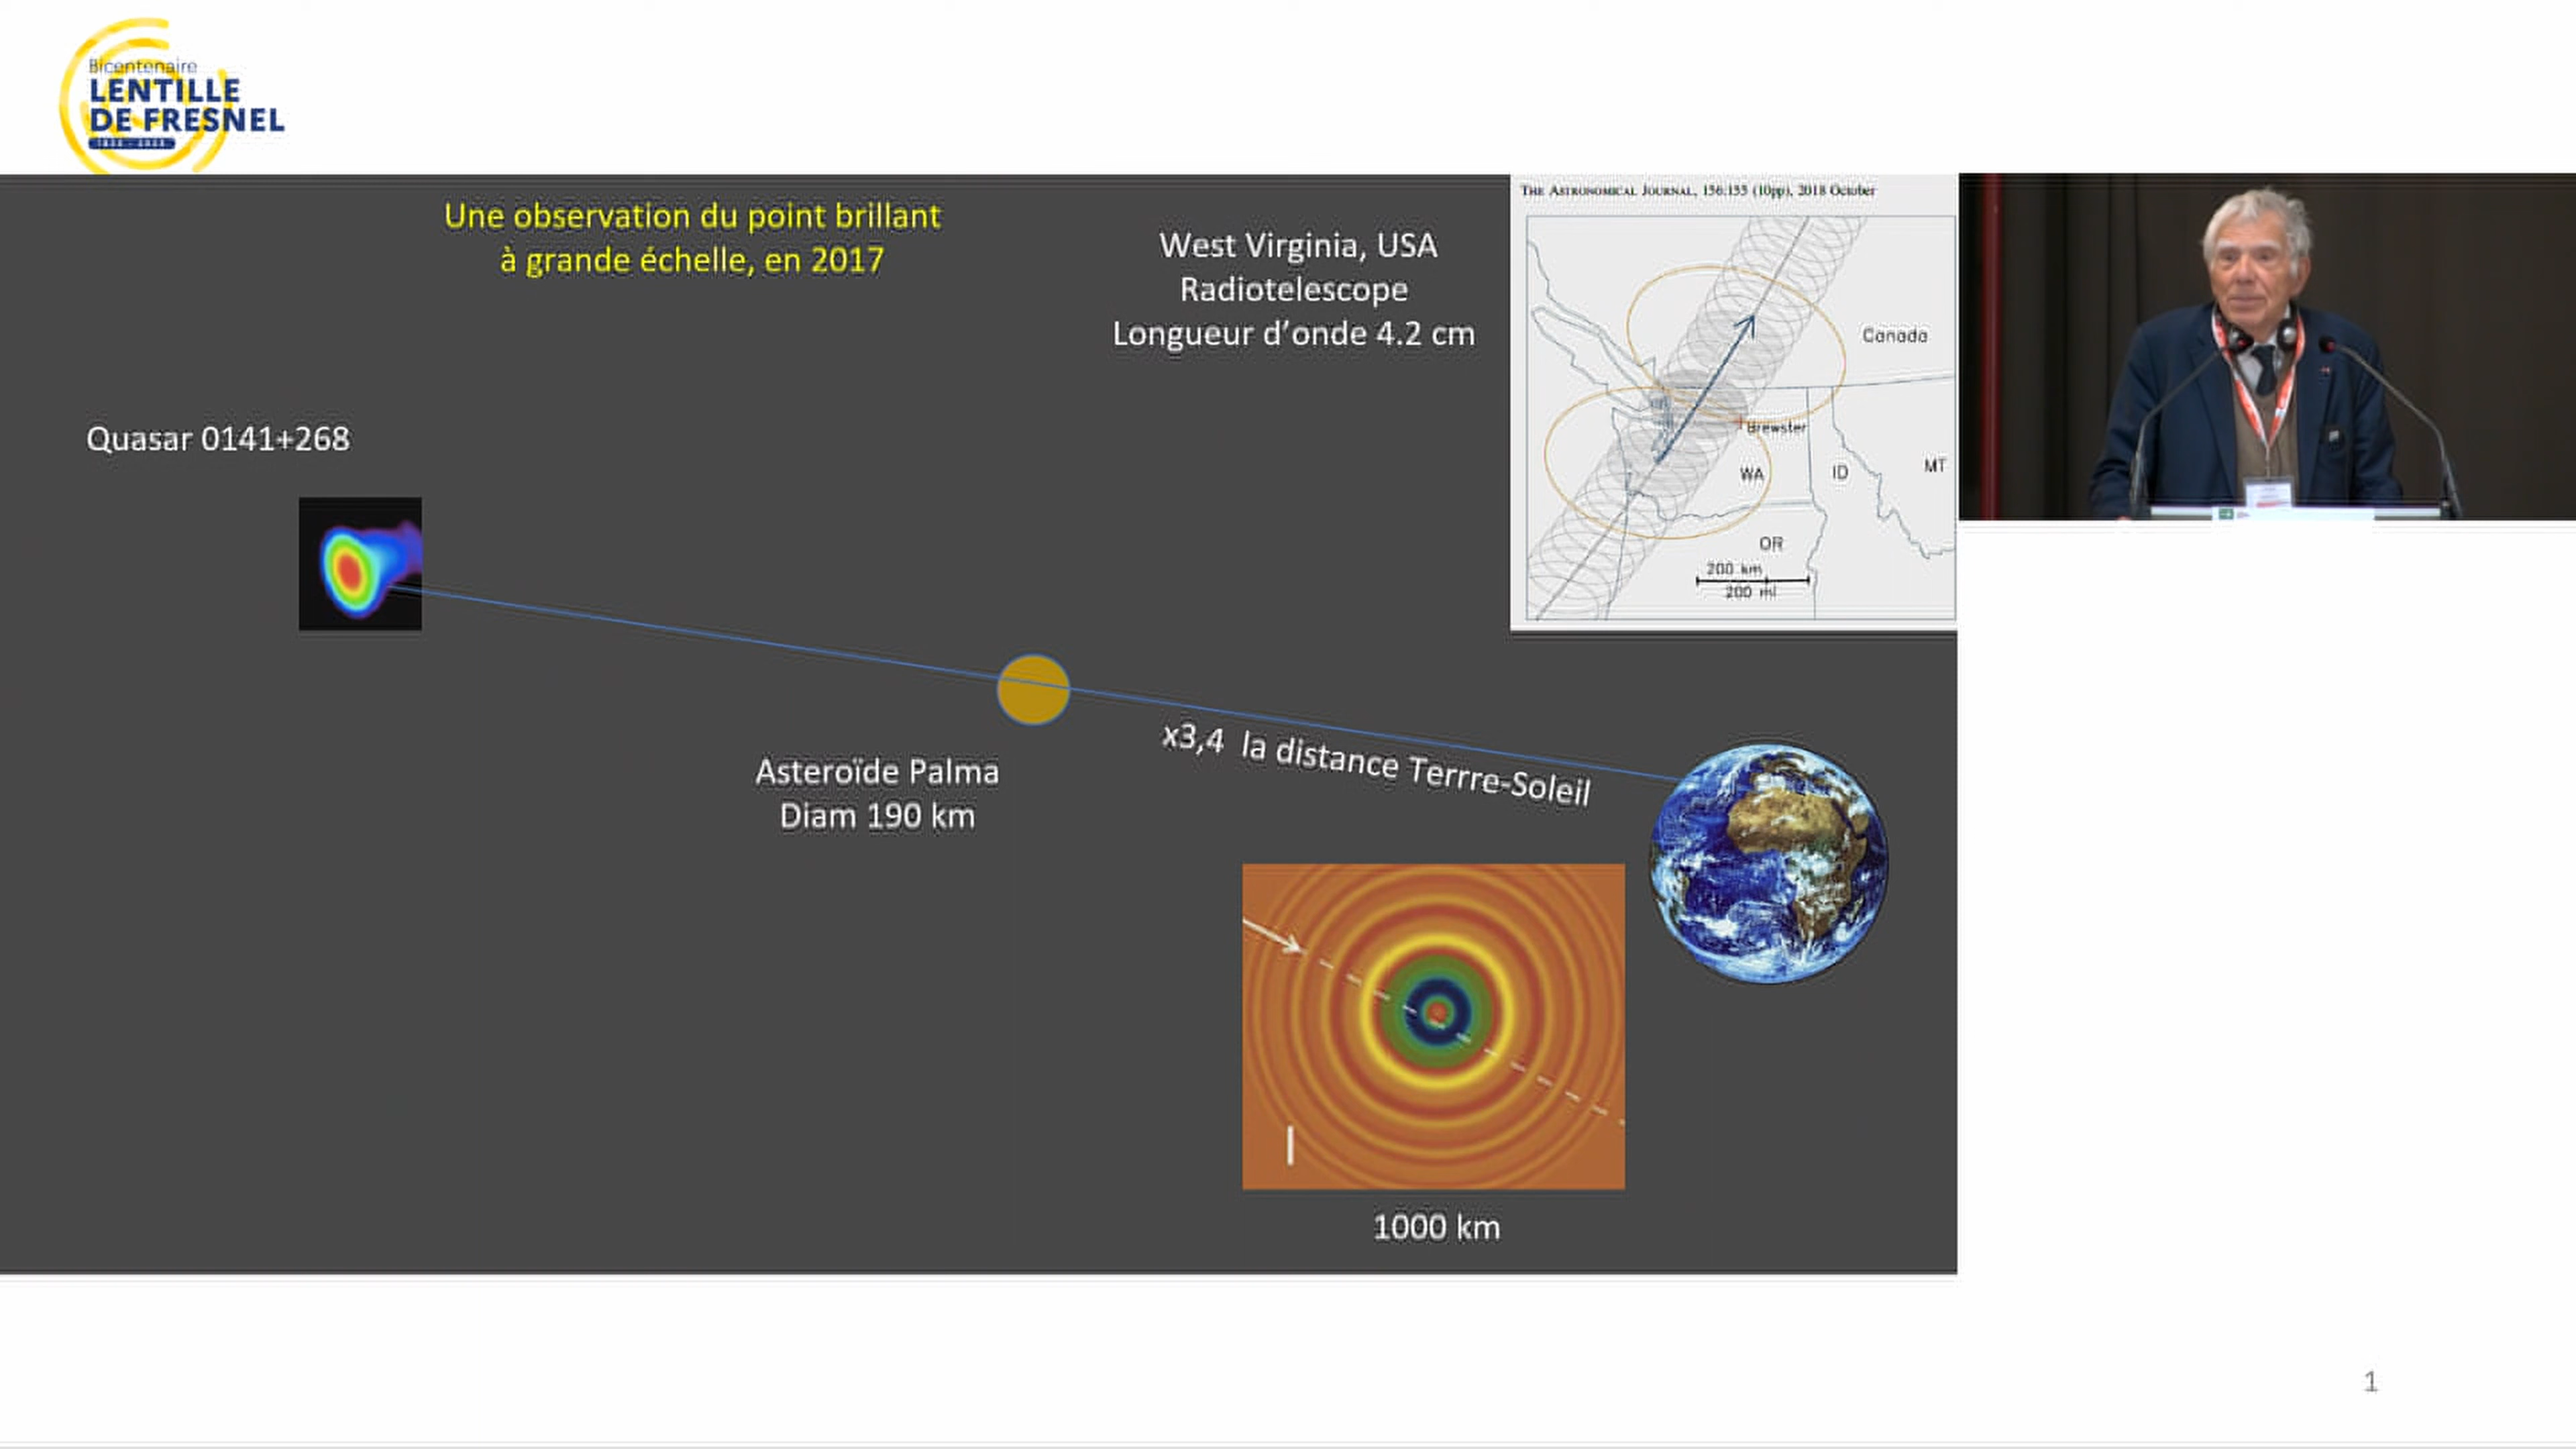 Bicentenaire
LENTILLE
DE FRESNEL
Une observation du point brillant
à grande échelle, en 2017
West Virginia, USA
Radiotelescope
Longueur d'onde 4.2 cm
THE ASTRONOMICAL JOURNAL, 156:155 (10pp), 2018 October
Canada
Brewster
WA
ID
MT
OR
200 km
200 mi
Quasar 0141+268
x3,4 la distance Terrre-Soleil
Asteroïde Palma
Diam 190 km
1000 km
1